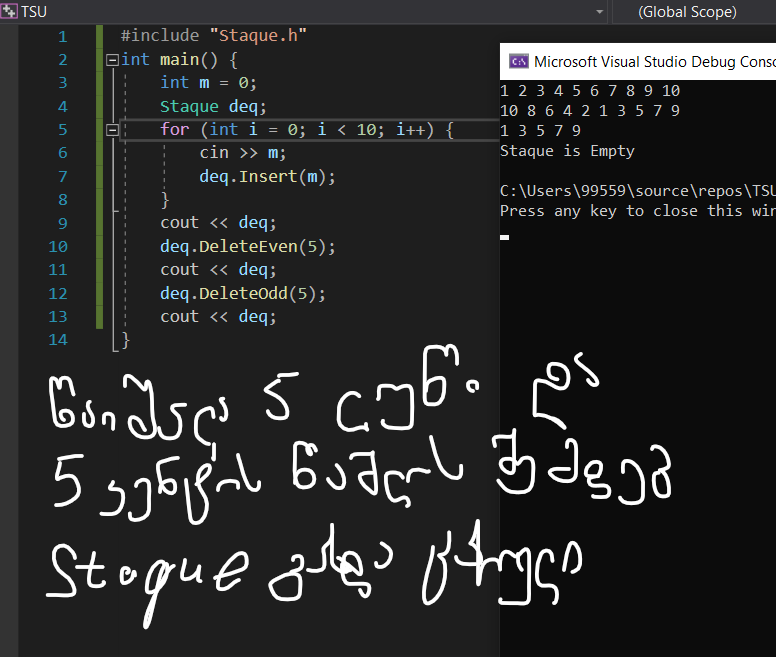 TSU
(Global Scope)
1 #include "Staque.h"
2 int main() {
3 int m = 0;
4 Staque deq;
5 for (int i = 0; i < 10; i++) {
6 cin >> m;
7 deq.Insert(m);
8 }
9 cout << deq;
10 deq.DeleteEven(5);
11 cout << deq;
12 deq.DeleteOdd(5);
13 cout << deq;
14 }
Microsoft Visual Studio Debug Conso
1 2 3 4 5 6 7 8 9 10
10 8 6 4 2 1 3 5 7 9
1 3 5 7 9
Staque is Empty
C:\Users\99559\source\repos\TSU
Press any key to close this win
წაიშალა 5 ლუწი და
5 კენტის წაშლის შემდეგ
Staque გახდა ცარიელი